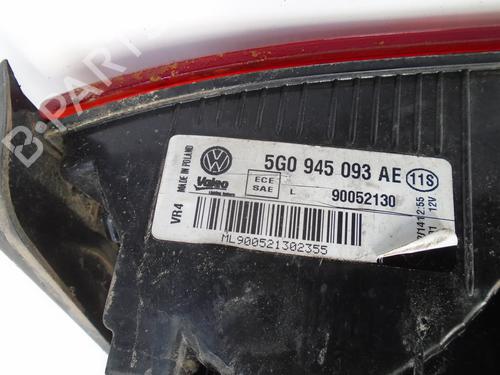 B-PARTS
MADE IN POLAND
5G0 945 093 AE 11S
Valeo
ECE
SAE
L
90052130
VR4
ML900521302355
12V